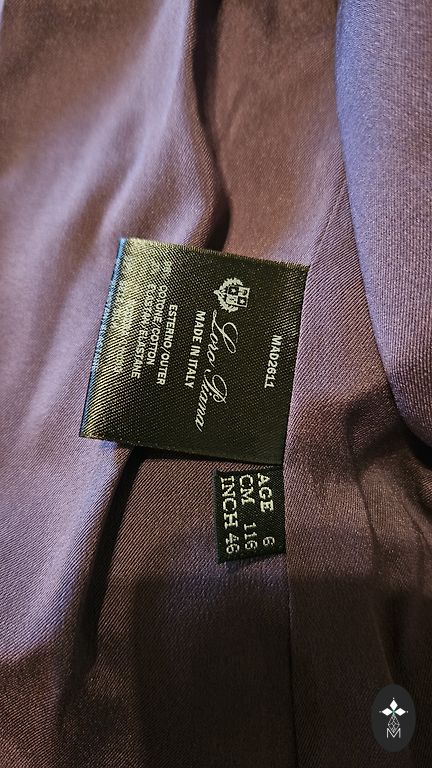 MAD2611
Loro Piana
MADE IN ITALY
ESTERNO/OUTER
COTONE/COTTON
ELASTAN/ELASTANE
AGE 6
CM 116
INCH 46
M